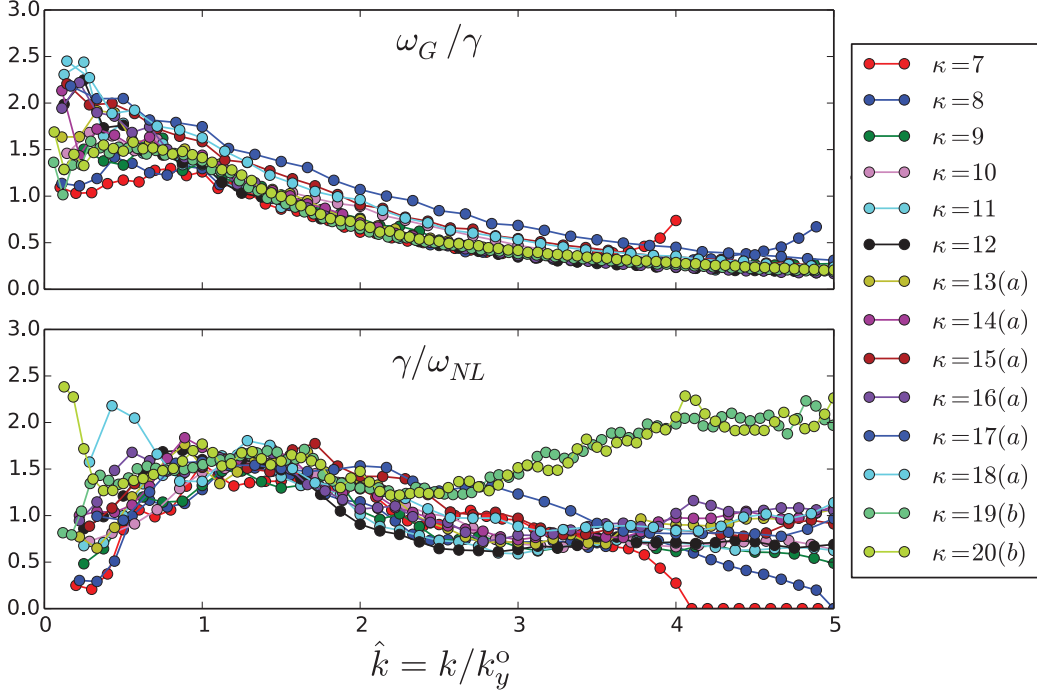 3.0
2.5
2.0
1.5
1.0
0.5
0.0
ω_G/γ
3.0
2.5
2.0
1.5
1.0
0.5
0.0
γ/ω_NL
0 1 2 3 4 5
k̂ = k/k_y^o
κ=7
κ=8
κ=9
κ=10
κ=11
κ=12
κ=13(a)
κ=14(a)
κ=15(a)
κ=16(a)
κ=17(a)
κ=18(a)
κ=19(b)
κ=20(b)